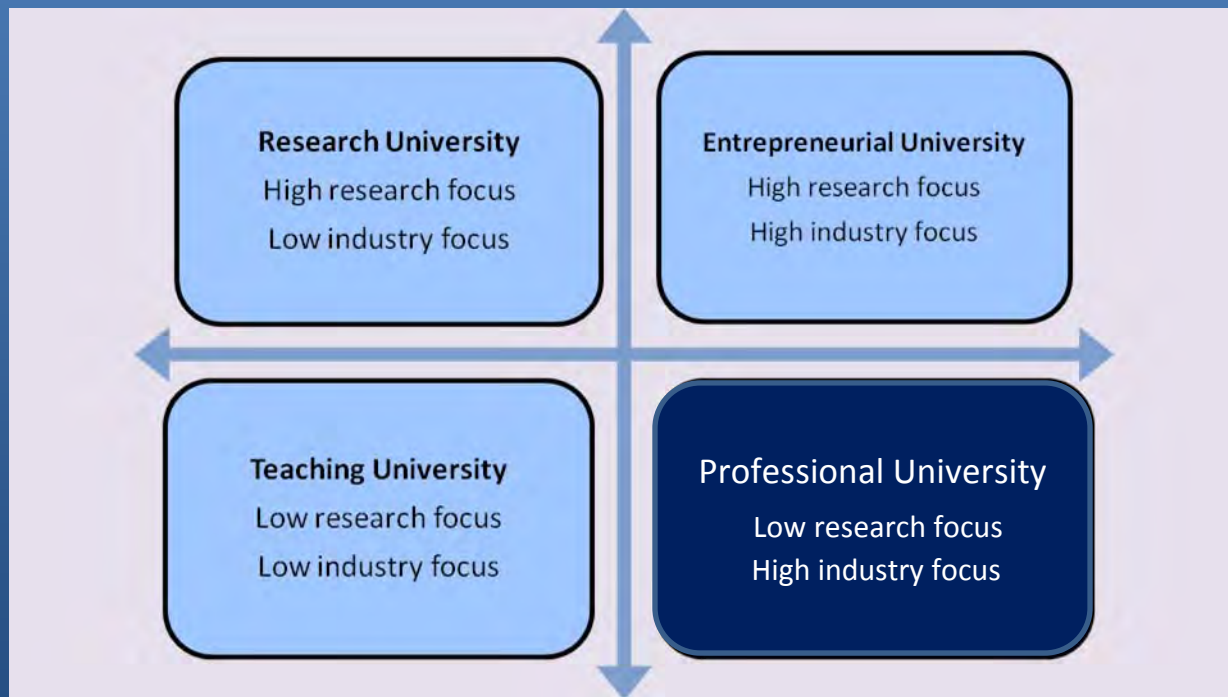 Research University
High research focus
Low industry focus
Entrepreneurial University
High research focus
High industry focus
Teaching University
Low research focus
Low industry focus
Professional University
Low research focus
High industry focus